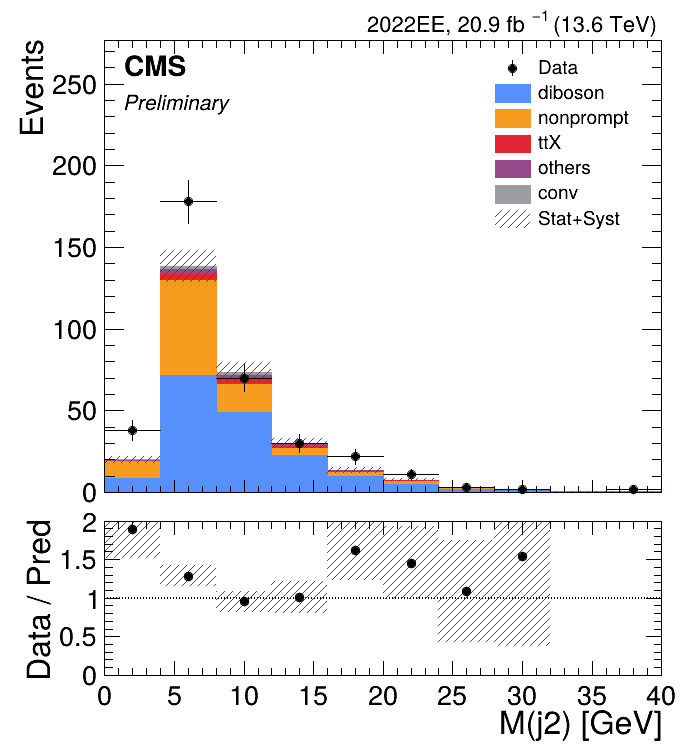 2022EE, 20.9 fb ⁻¹ (13.6 TeV)
CMS
Preliminary
Events
250
200
150
100
50
0
Data
diboson
nonprompt
ttX
others
conv
Stat+Syst
Data / Pred
2
1.5
1
0.5
0
0 5 10 15 20 25 30 35 40
M(j2) [GeV]